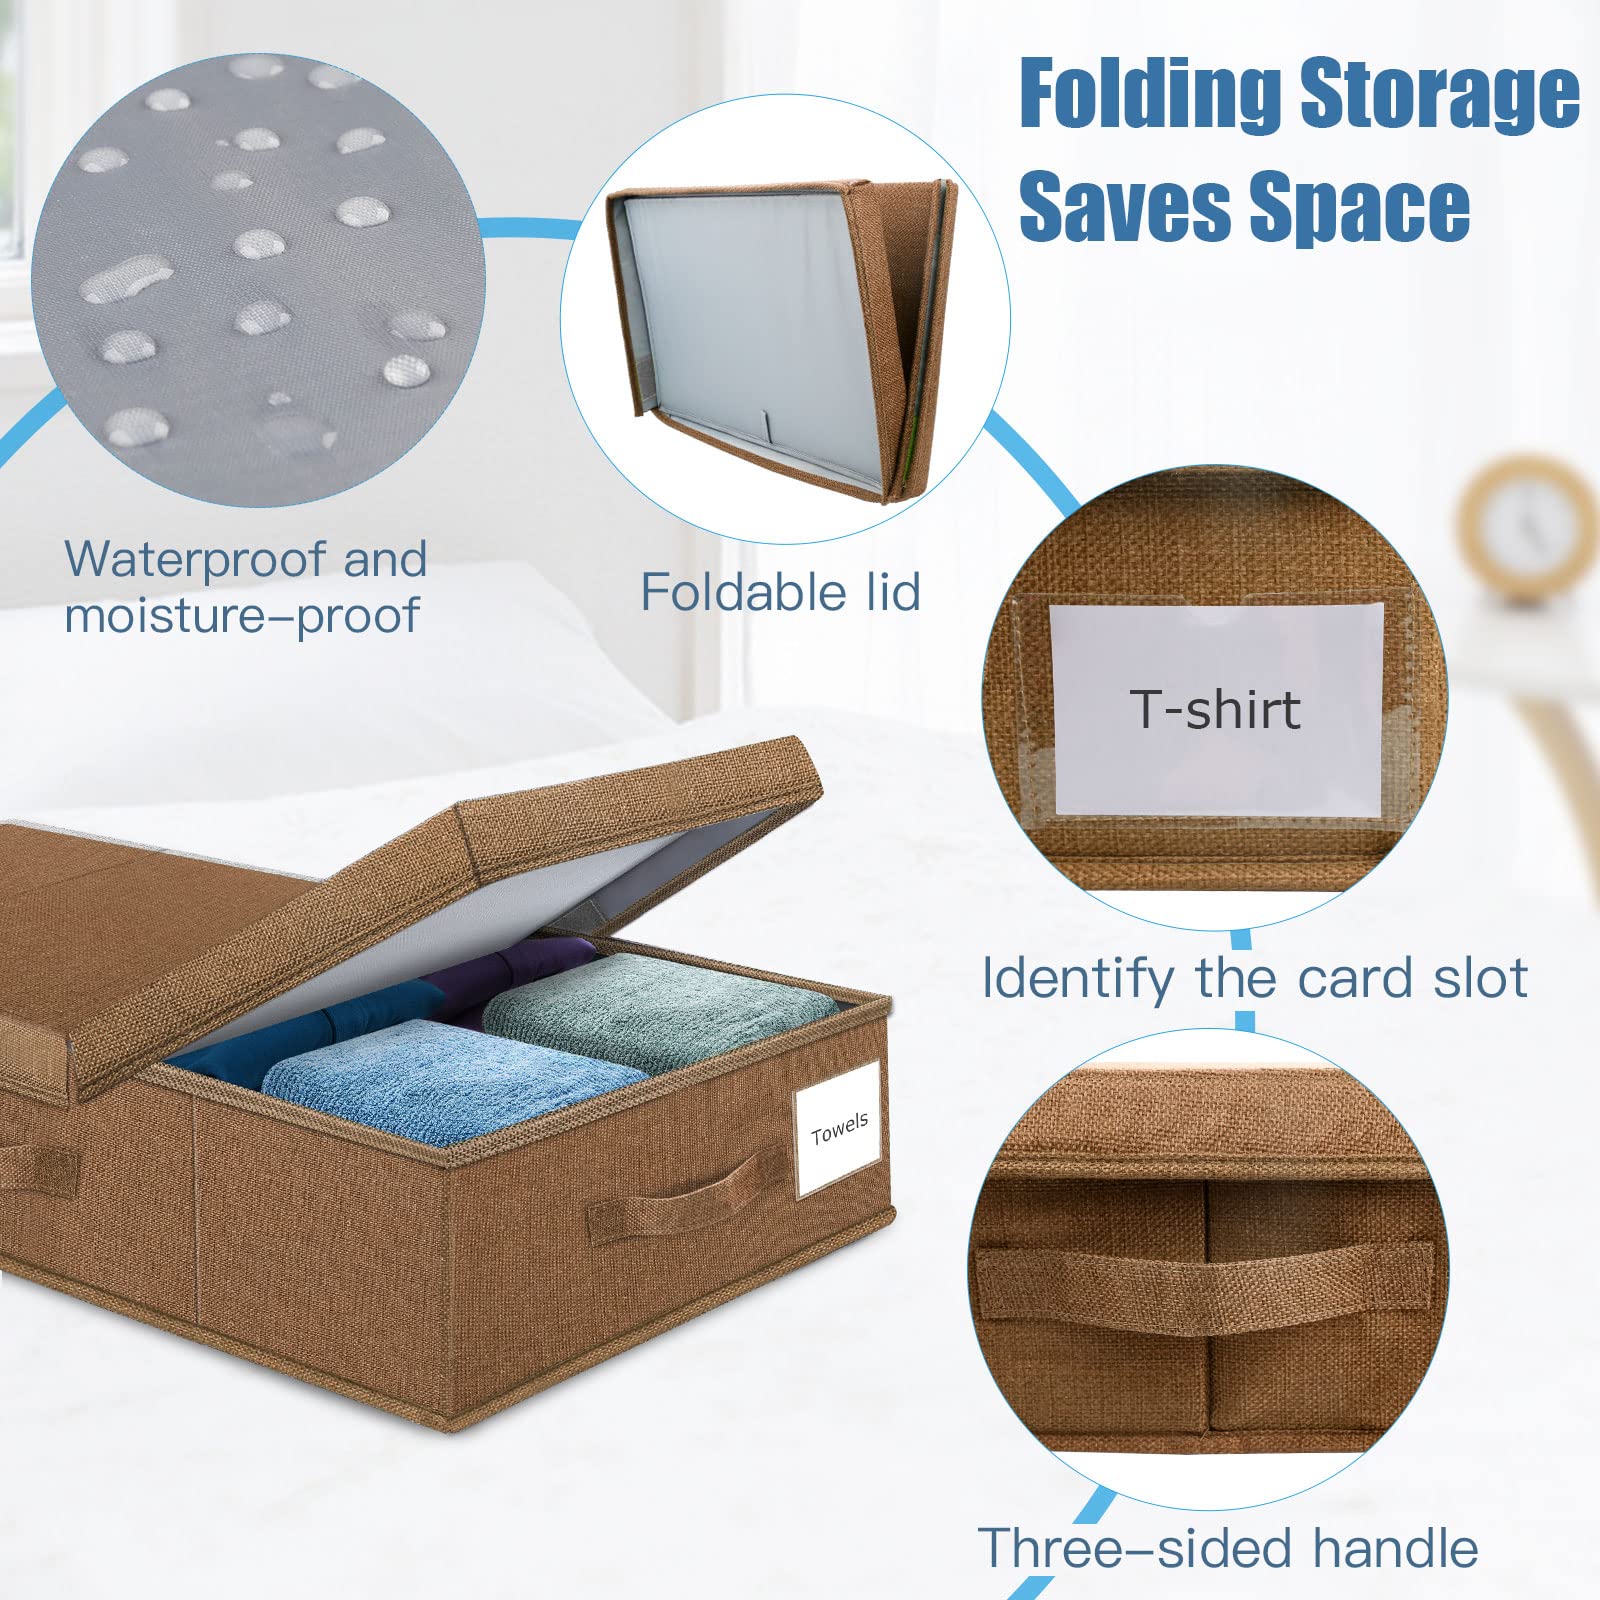 Folding Storage
Saves Space
Waterproof and
moisture-proof
Foldable lid
T-shirt
Identify the card slot
Towels
Three-sided handle